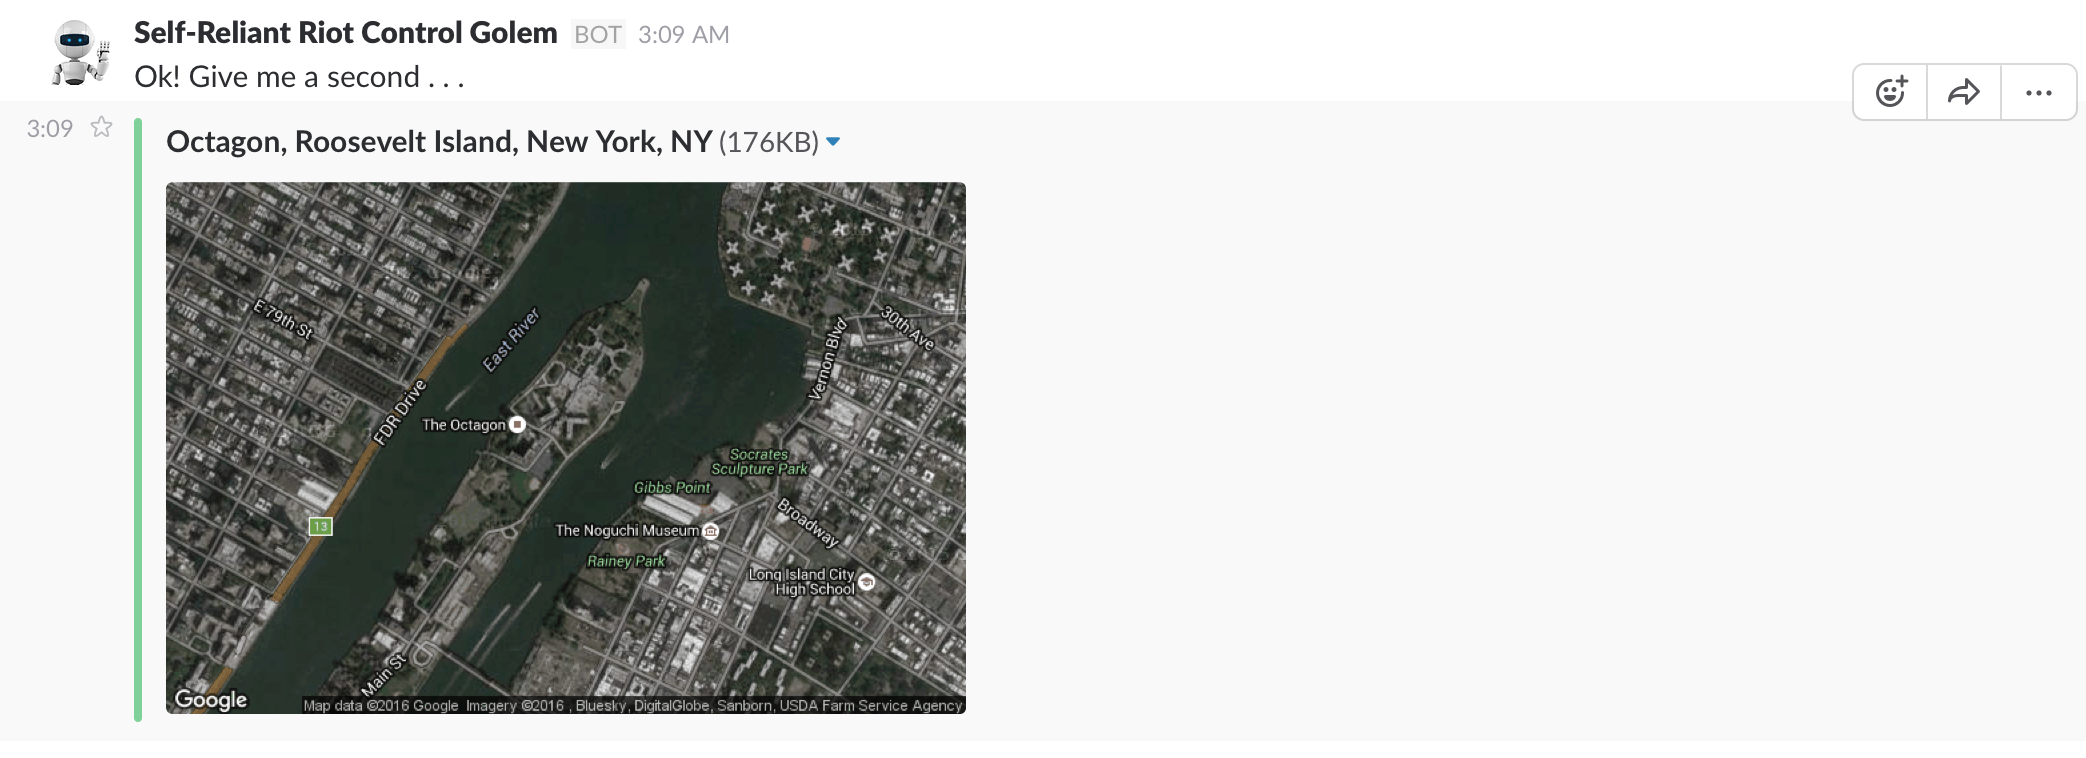 Self-Reliant Riot Control Golem BOT 3:09 AM
Ok! Give me a second . . .
3:09
Octagon, Roosevelt Island, New York, NY (176KB)
E 79th St
East River
30th Ave
Vernon Blvd
FDR Drive
The Octagon
Socrates
Sculpture Park
Gibbs Point
13
The Noguchi Museum
Broadway
Rainey Park
Long Island City
High School
Main St
Google
Map data ©2016 Google Imagery ©2016 , Bluesky, DigitalGlobe, Sanborn, USDA Farm Service Agency